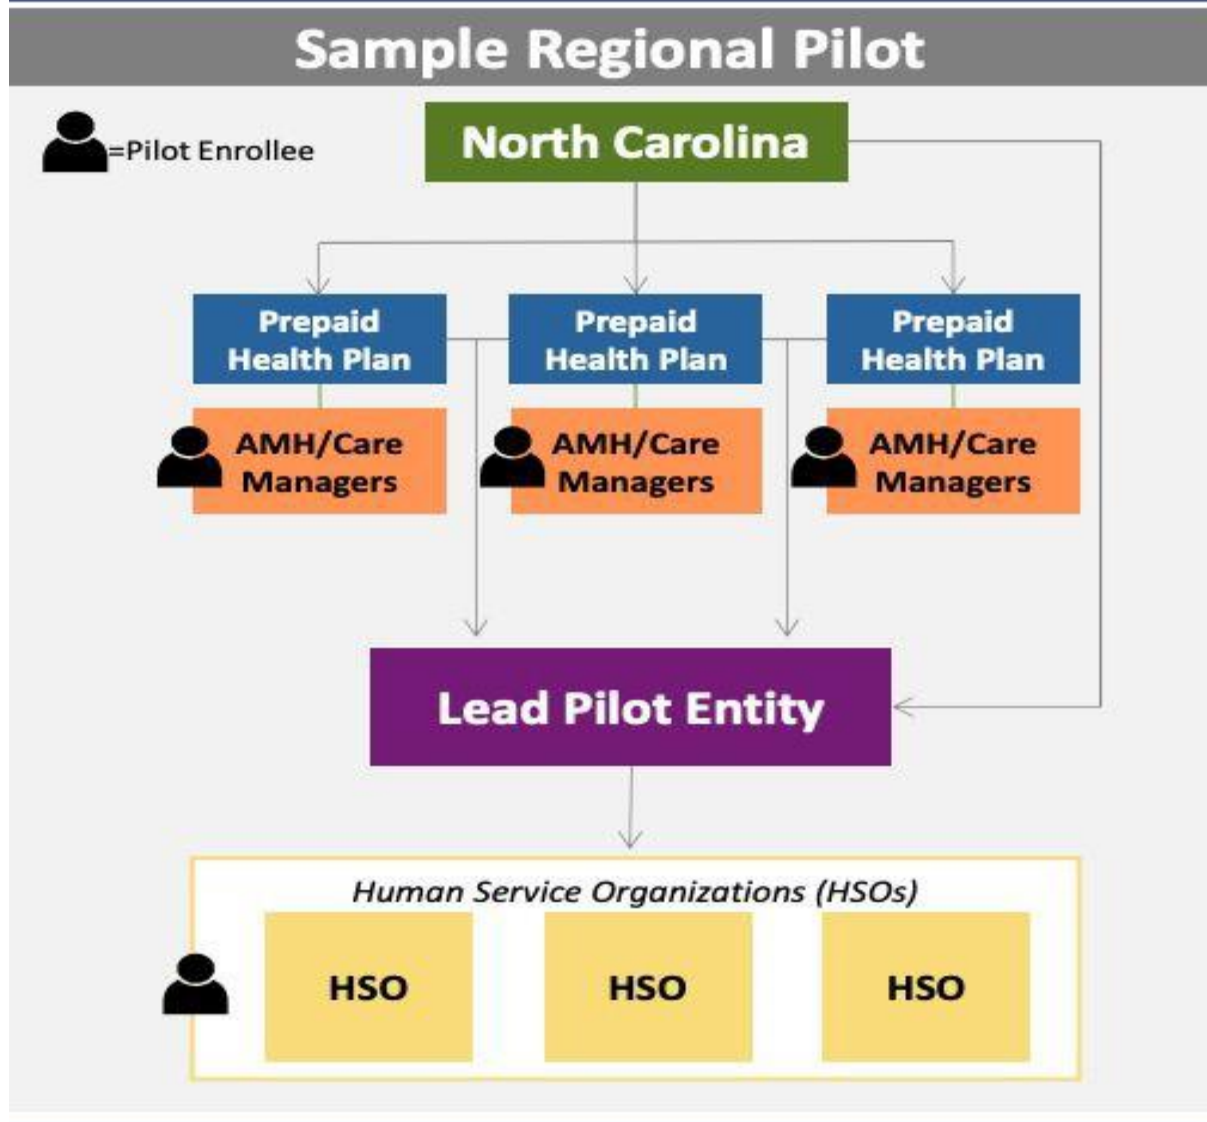 Sample Regional Pilot
=Pilot Enrollee
North Carolina
Prepaid
Health Plan
Prepaid
Health Plan
Prepaid
Health Plan
AMH/Care
Managers
AMH/Care
Managers
AMH/Care
Managers
Lead Pilot Entity
Human Service Organizations (HSOs)
HSO
HSO
HSO